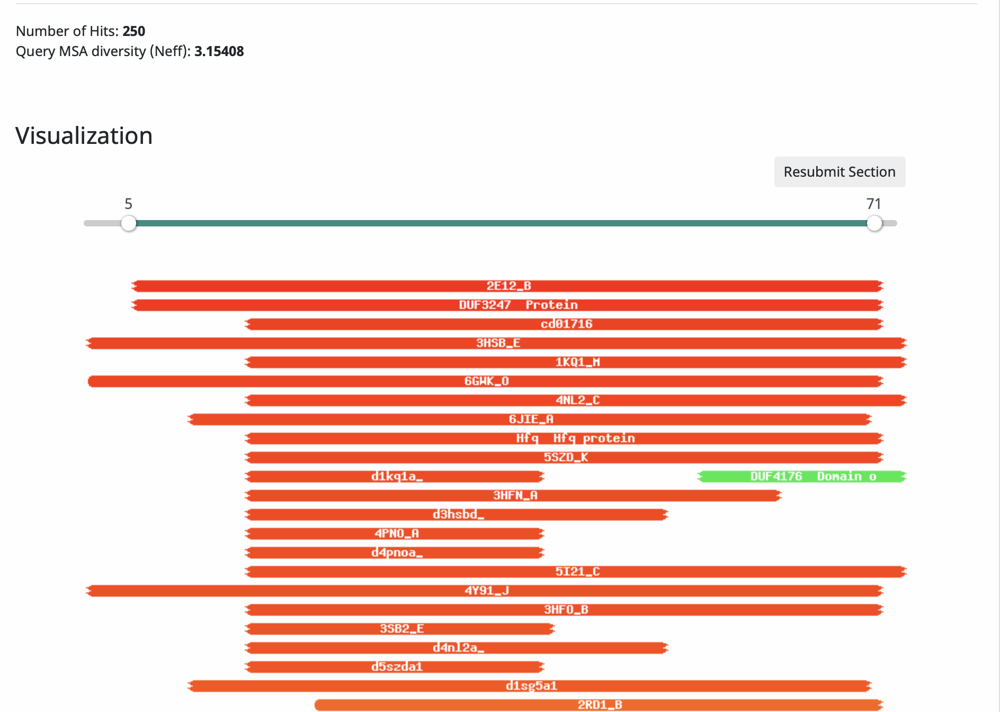 Number of Hits: 250
Query MSA diversity (Neff): 3.15408
Visualization
Resubmit Section
5 71
2E12_B
DUF3247 Protein
cd01716
3HSB_E
1KQ1_M
6GWK_O
4NL2_C
6JIE_A
Hfq Hfq protein
5SZD_K
d1kq1a_ DUF4176 Domain o
3HFN_A
d3hsbd_
4PNO_A
d4pnoa_
5I21_C
4Y91_J
3HFO_B
3SB2_E
d4nl2a_
d5szda1
d1sg5a1
2RD1_B